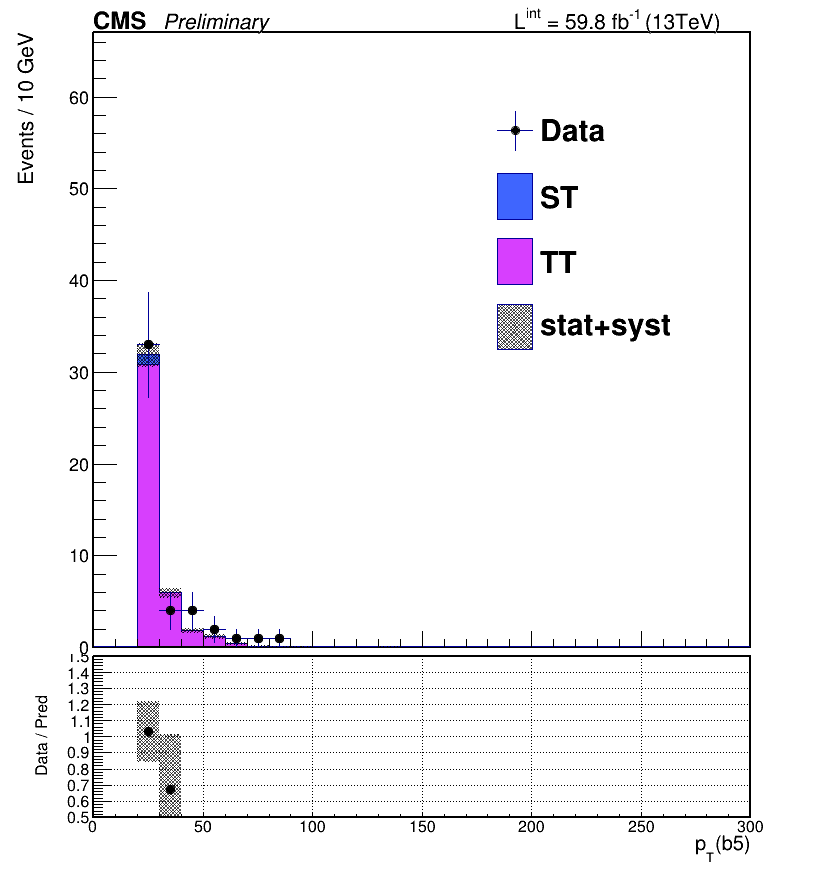 CMS Preliminary L^int = 59.8 fb^-1 (13TeV)
Events / 10 GeV
60
50
40
30
20
10
0
Data
ST
TT
stat+syst
Data / Pred
1.5
1.4
1.3
1.2
1.1
1
0.9
0.8
0.7
0.6
0.5
0 50 100 150 200 250 300
p_T(b5)